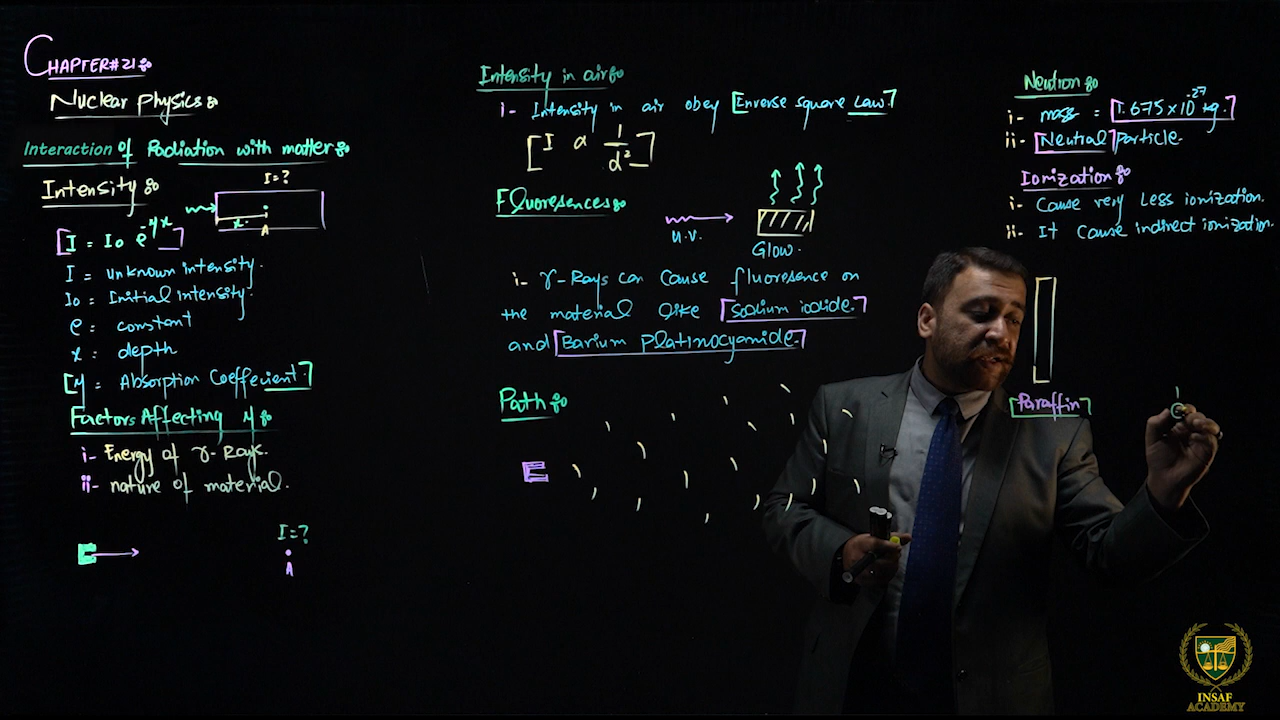 CHAPTER#21:
Nuclear Physics:
Interaction of Radiation with matter:
Intensity:
I=?
x
A
[I = I₀ e^-μx]
I = unknown intensity.
I₀ = Initial intensity.
e = constant
x = depth
[μ = Absorption Coeffecient.]
Factors Affecting μ:
i- Energy of γ-Rays.
ii- nature of material.
I=?
A
Intensity in air:
i- Intensity in air obey [Inverse square Law.]
[I α 1/d²]
Fluoresences:
u.v.
Glow.
i- γ-Rays can cause fluoresence on
the material like [Sodium iodide.]
and [Barium platinocyanide.]
Path:
Neutron:
i- mass = [1.675×10^-27 kg.]
ii- [Neutral] particle.
Ionization:
i- Cause very Less ionization.
ii- It cause indirect ionization.
[Paraffin]
INSAF
ACADEMY